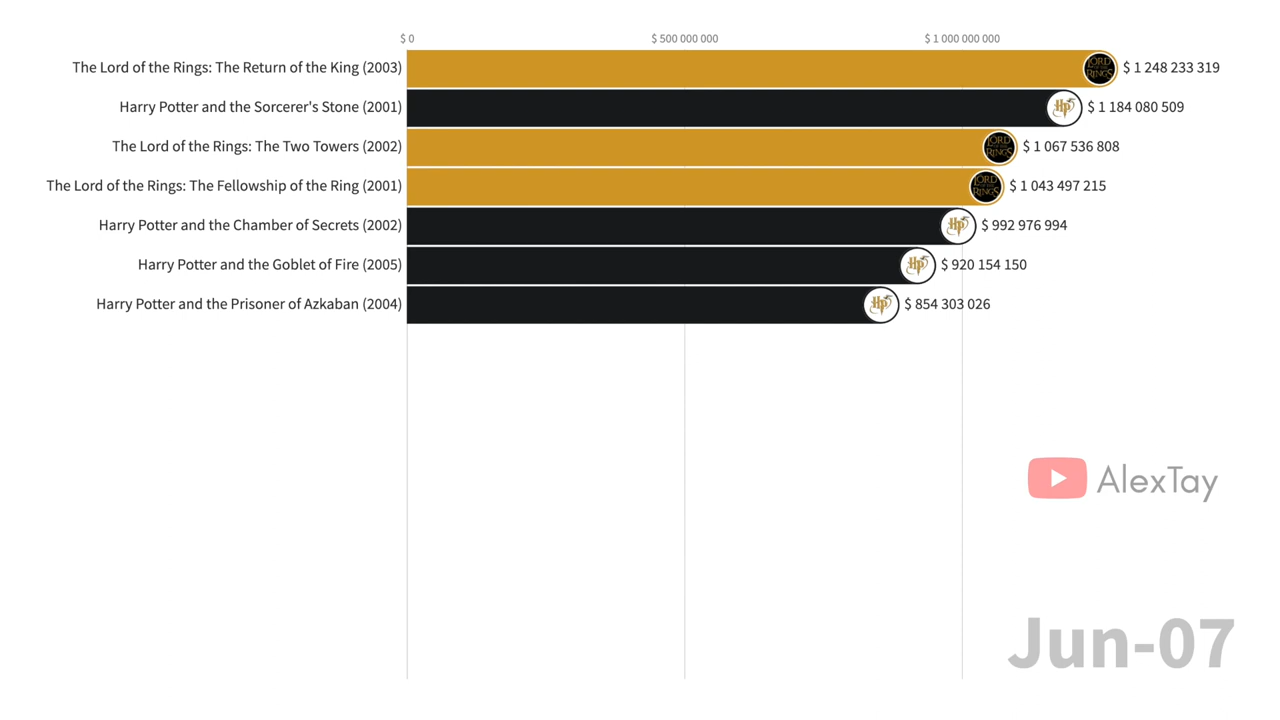 $ 0 $ 500 000 000 $ 1 000 000 000
The Lord of the Rings: The Return of the King (2003) $ 1 248 233 319
Harry Potter and the Sorcerer's Stone (2001) $ 1 184 080 509
The Lord of the Rings: The Two Towers (2002) $ 1 067 536 808
The Lord of the Rings: The Fellowship of the Ring (2001) $ 1 043 497 215
Harry Potter and the Chamber of Secrets (2002) $ 992 976 994
Harry Potter and the Goblet of Fire (2005) $ 920 154 150
Harry Potter and the Prisoner of Azkaban (2004) $ 854 303 026
AlexTay
Jun-07